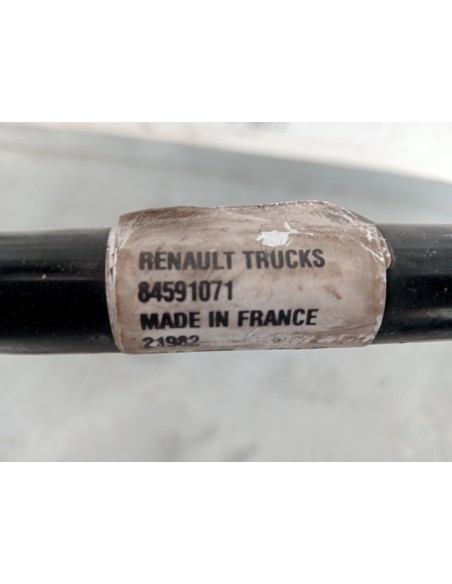 RENAULT TRUCKS
84591071
MADE IN FRANCE
21982